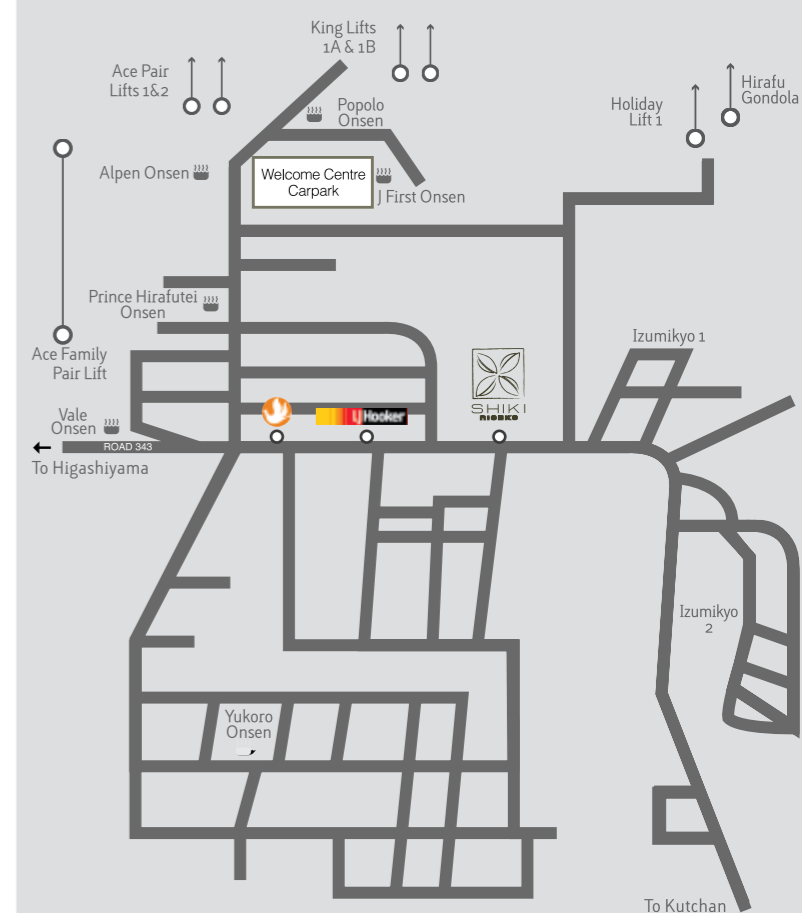 King Lifts
1A & 1B
Ace Pair
Lifts 1&2
Hirafu
Gondola
Holiday
Lift 1
Popolo
Onsen
Alpen Onsen
Welcome Centre
Carpark
J First Onsen
Prince Hirafutei
Onsen
Izumikyo 1
Ace Family
Pair Lift
SHIKI
NISEKO
LJ Hooker
Vale
Onsen
ROAD 343
To Higashiyama
Izumikyo
2
Yukoro
Onsen
To Kutchan